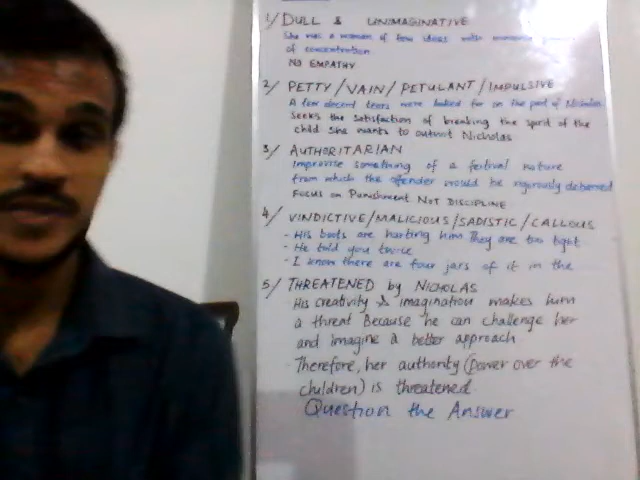 1/ DULL & UNIMAGINATIVE
She was a woman of few ideas with immense
of concentration
NO EMPATHY
2/ PETTY/VAIN/PETULANT/IMPULSIVE
A few decent tears were looked for on the part of Nicholas
Seeks the satisfaction of breaking the spirit of the
child she wants to outwit Nicholas
3/ AUTHORITARIAN
Improvise something of a festival nature
from which the offender would be rigorously debarred
FOCUS on PUNISHMENT NOT DISCIPLINE
4/ VINDICTIVE/MALICIOUS/SADISTIC/CALLOUS
- His boots are hurting him They are too tight
- He told you twice
- I know there are four jars of it in the
5/ THREATENED by NICHOLAS
- His creativity & imagination makes him
a threat Because he can challenge her
and imagine a better approach
- Therefore, her authority (power over the
children) is threatened.
Question the Answer